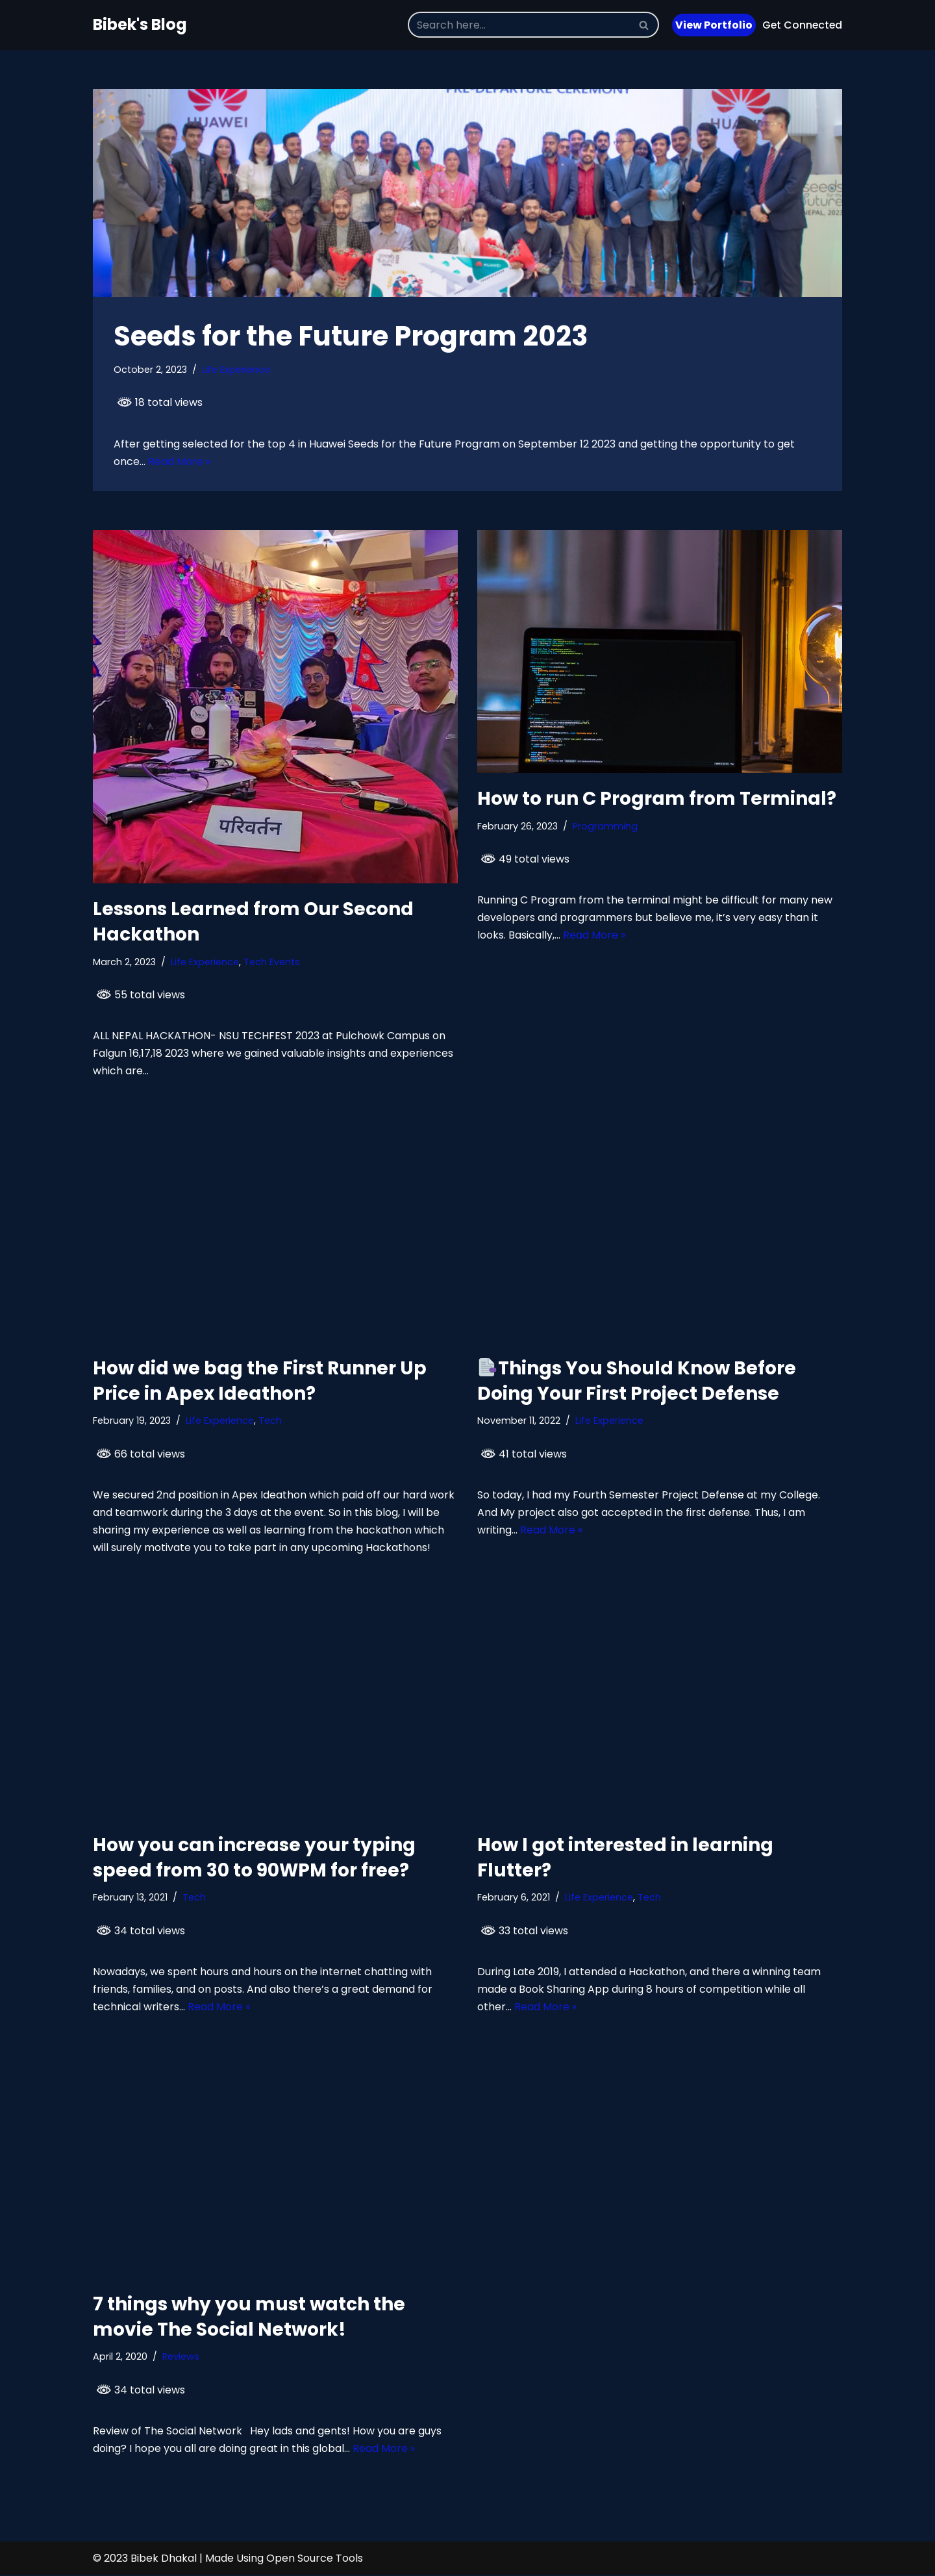 Bibek's Blog
Search here...
View Portfolio
Get Connected
PRE-DEPARTURE CEREMONY
HUAWEI
HUAWEI
seeds
future
NEPAL, 2023
Seeds for the Future Program 2023
October 2, 2023 / Life Experience
18 total views
After getting selected for the top 4 in Huawei Seeds for the Future Program on September 12 2023 and getting the opportunity to get
once... Read More »
परिवर्तन
Lessons Learned from Our Second
Hackathon
March 2, 2023 / Life Experience, Tech Events
55 total views
ALL NEPAL HACKATHON- NSU TECHFEST 2023 at Pulchowk Campus on
Falgun 16,17,18 2023 where we gained valuable insights and experiences
which are...
How to run C Program from Terminal?
February 26, 2023 / Programming
49 total views
Running C Program from the terminal might be difficult for many new
developers and programmers but believe me, it’s very easy than it
looks. Basically,... Read More »
How did we bag the First Runner Up
Price in Apex Ideathon?
February 19, 2023 / Life Experience, Tech
66 total views
We secured 2nd position in Apex Ideathon which paid off our hard work
and teamwork during the 3 days at the event. So in this blog, I will be
sharing my experience as well as learning from the hackathon which
will surely motivate you to take part in any upcoming Hackathons!
Things You Should Know Before
Doing Your First Project Defense
November 11, 2022 / Life Experience
41 total views
So today, I had my Fourth Semester Project Defense at my College.
And My project also got accepted in the first defense. Thus, I am
writing... Read More »
How you can increase your typing
speed from 30 to 90WPM for free?
February 13, 2021 / Tech
34 total views
Nowadays, we spent hours and hours on the internet chatting with
friends, families, and on posts. And also there’s a great demand for
technical writers... Read More »
How I got interested in learning
Flutter?
February 6, 2021 / Life Experience, Tech
33 total views
During Late 2019, I attended a Hackathon, and there a winning team
made a Book Sharing App during 8 hours of competition while all
other... Read More »
7 things why you must watch the
movie The Social Network!
April 2, 2020 / Reviews
34 total views
Review of The Social Network Hey lads and gents! How you are guys
doing? I hope you all are doing great in this global... Read More »
© 2023 Bibek Dhakal | Made Using Open Source Tools